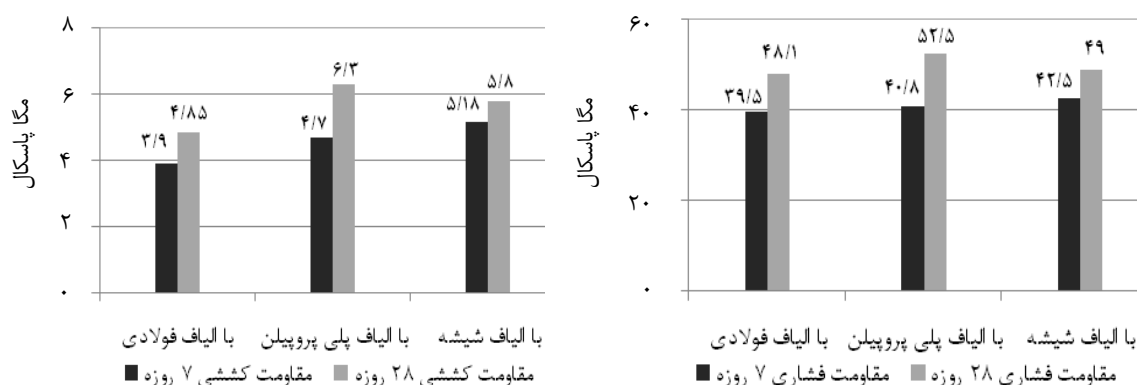 ۸
۶
۴
۲
۰
مگا پاسکال
۳/۹
۴/۸۵
۴/۷
۶/۳
۵/۱۸
۵/۸
با الیاف فولادی
با الیاف پلی پروپیلن
با الیاف شیشه
مقاومت کششی ۷ روزه
مقاومت کششی ۲۸ روزه
۶۰
۴۰
۲۰
۰
مگا پاسکال
۳۹/۵
۴۸/۱
۴۰/۸
۵۲/۵
۴۲/۵
۴۹
با الیاف فولادی
با الیاف پلی پروپیلن
با الیاف شیشه
مقاومت فشاری ۷ روزه
مقاومت فشاری ۲۸ روزه